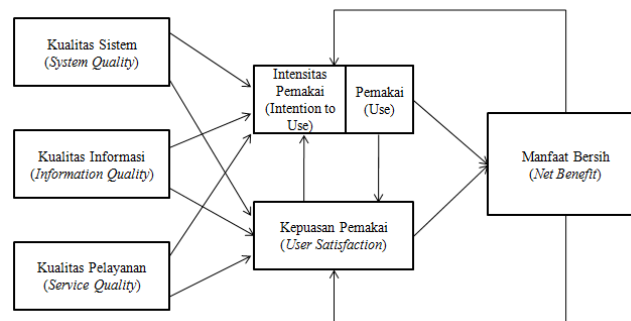 Kualitas Sistem
(System Quality)
Intensitas
Pemakai
(Intention to
Use)
Pemakai
(Use)
Kualitas Informasi
(Information Quality)
Manfaat Bersih
(Net Benefit)
Kepuasan Pemakai
(User Satisfaction)
Kualitas Pelayanan
(Service Quality)